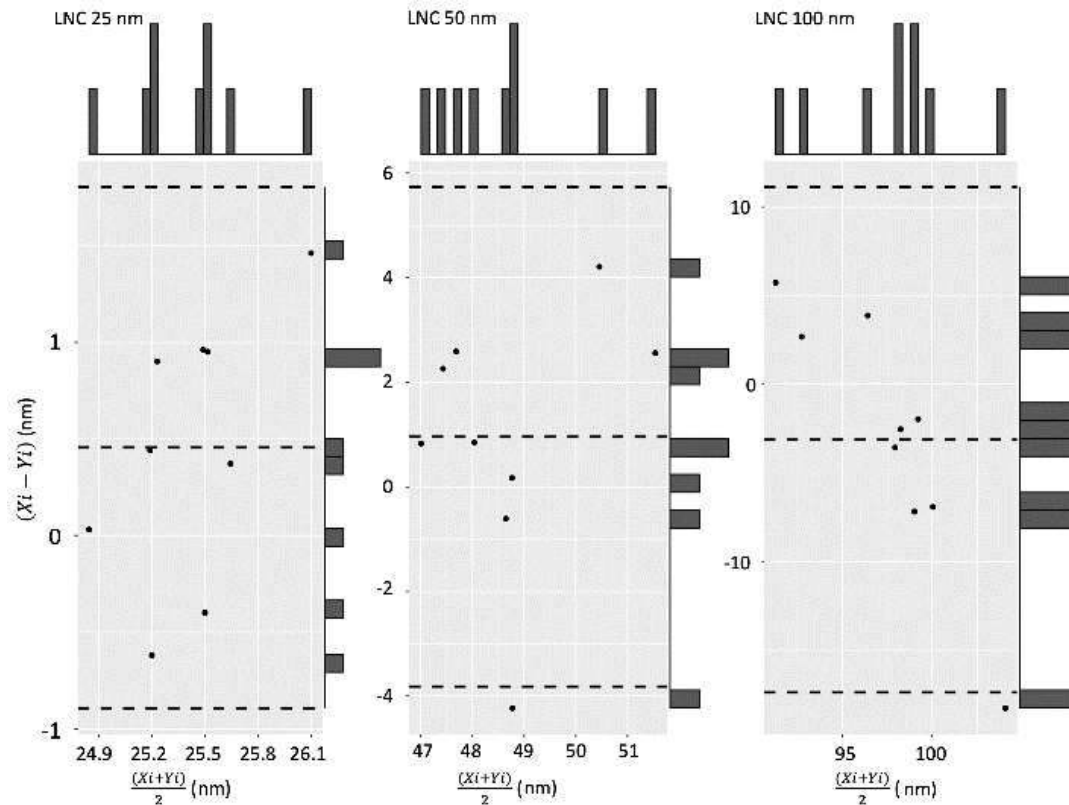 LNC 25 nm
LNC 50 nm
LNC 100 nm
(Xi − Yi) (nm)
1
0
-1
24.9 25.2 25.5 25.8 26.1
(Xi+Yi)/2 (nm)
6
4
2
0
-2
-4
47 48 49 50 51
(Xi+Yi)/2 (nm)
10
0
-10
95 100
(Xi+Yi)/2 (nm)